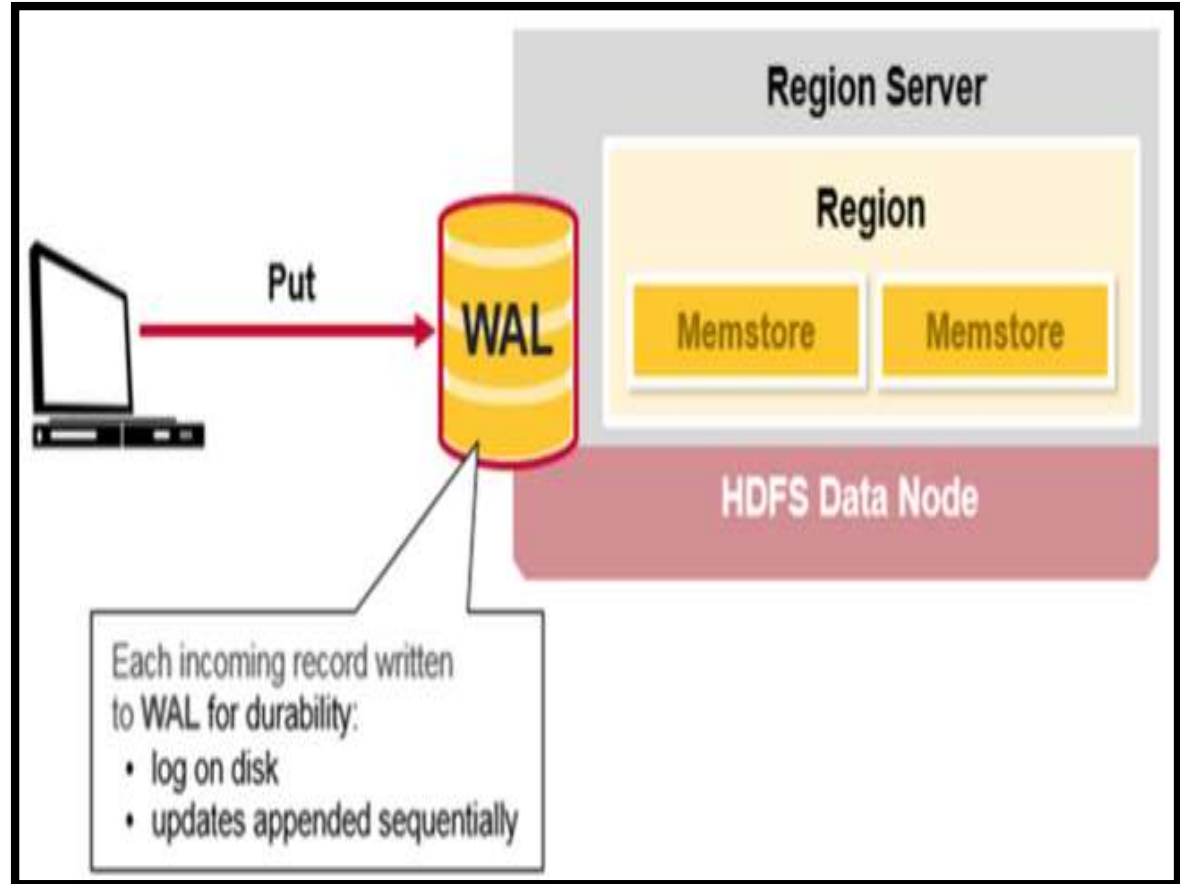 Region Server
Region
Put
WAL
Memstore
Memstore
HDFS Data Node
Each incoming record written
to WAL for durability:
• log on disk
• updates appended sequentially